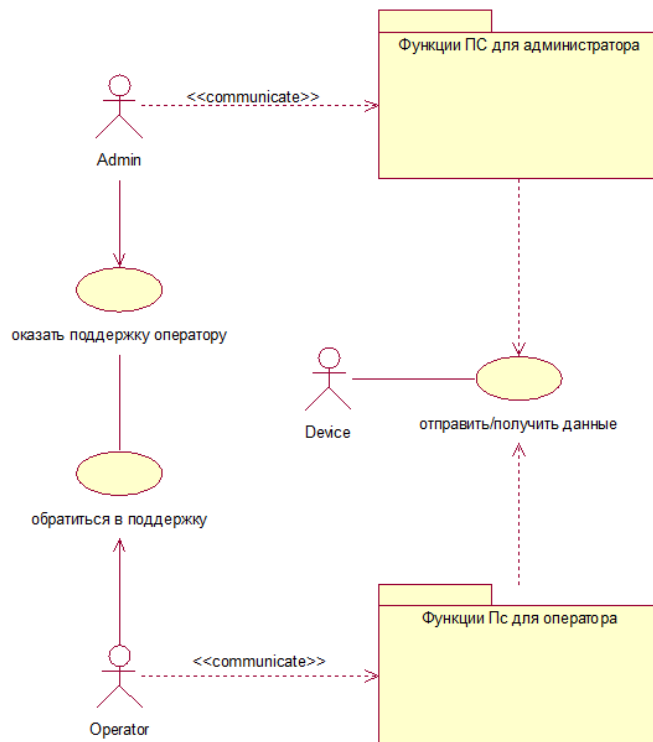 Функции ПС для администратора
<<communicate>>
Admin
оказать поддержку оператору
Device
отправить/получить данные
обратиться в поддержку
Функции Пс для оператора
<<communicate>>
Operator